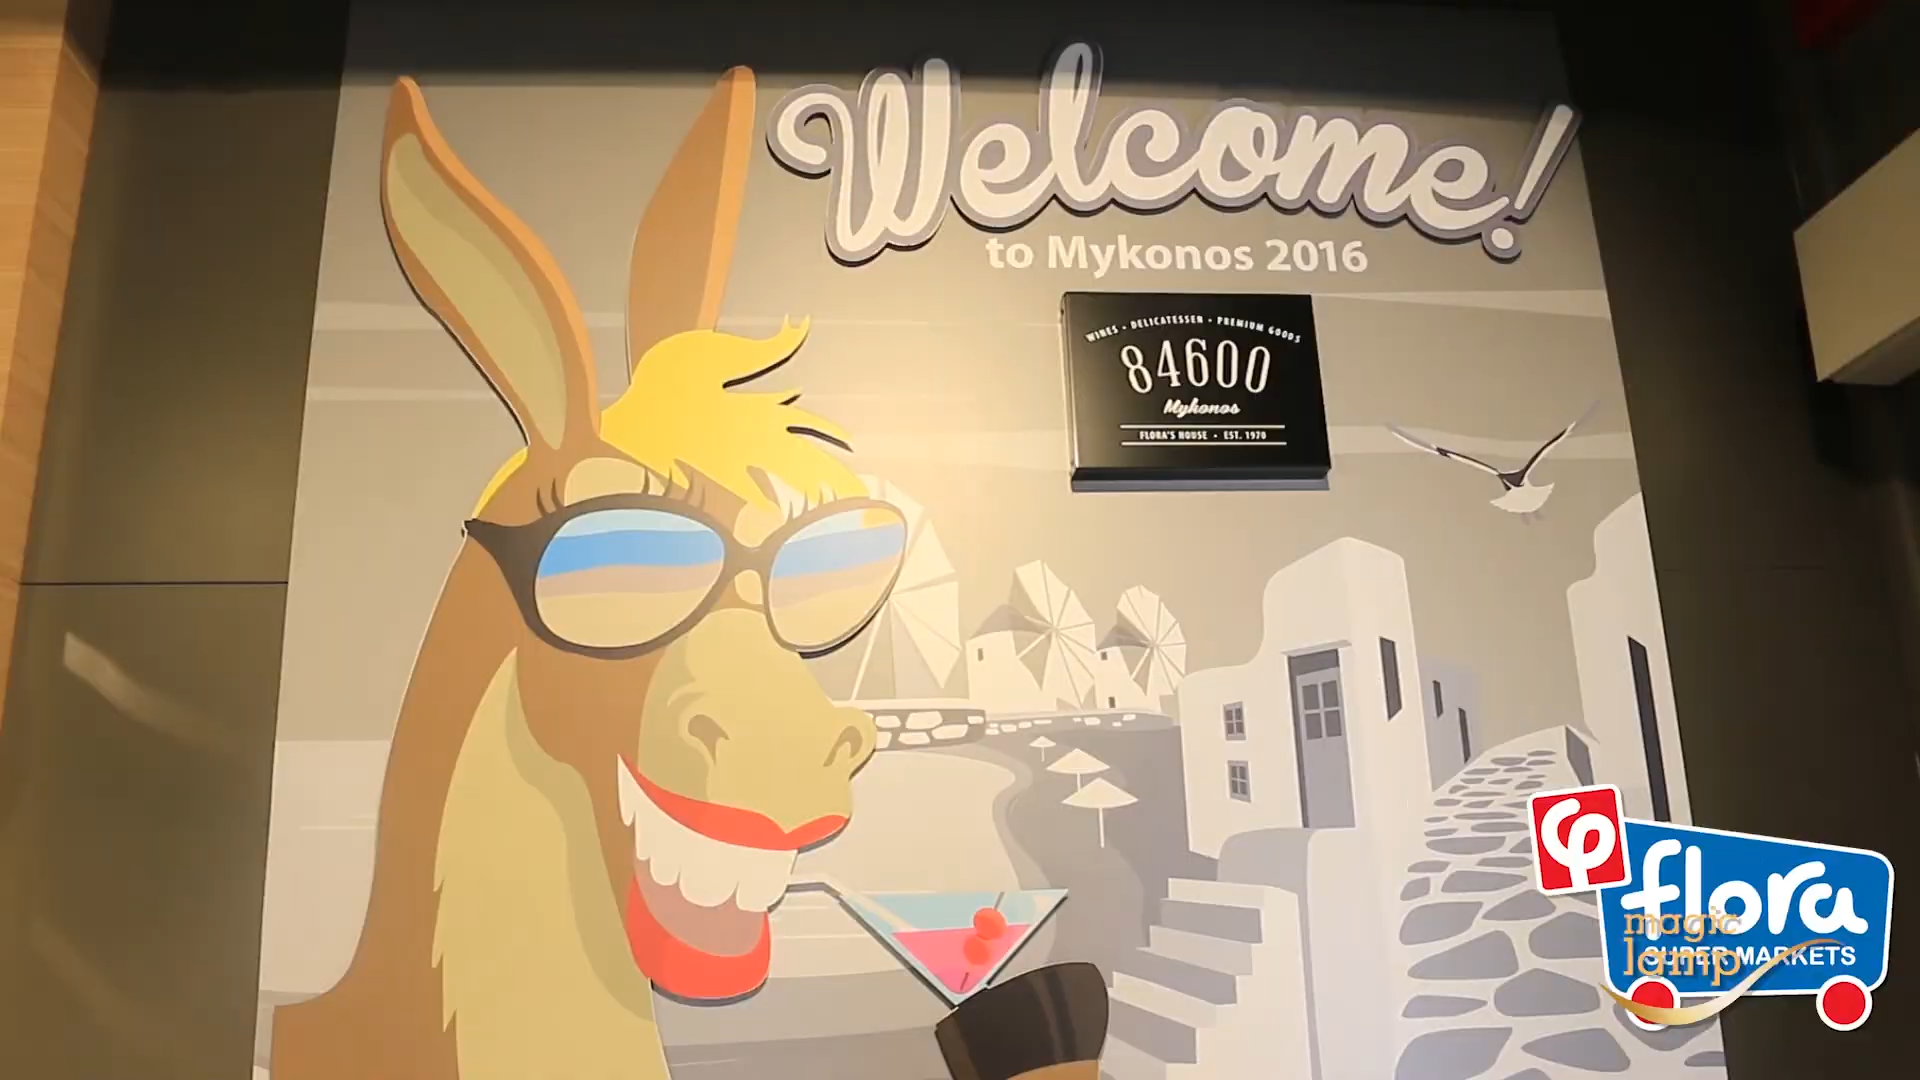 Welcome!
to Mykonos 2016
WINES • DELICATESSEN • PREMIUM GOODS
84600
Mykonos
FLORA'S HOUSE • EST. 1970
φ
flora
magic
SUPER MARKETS
lamp